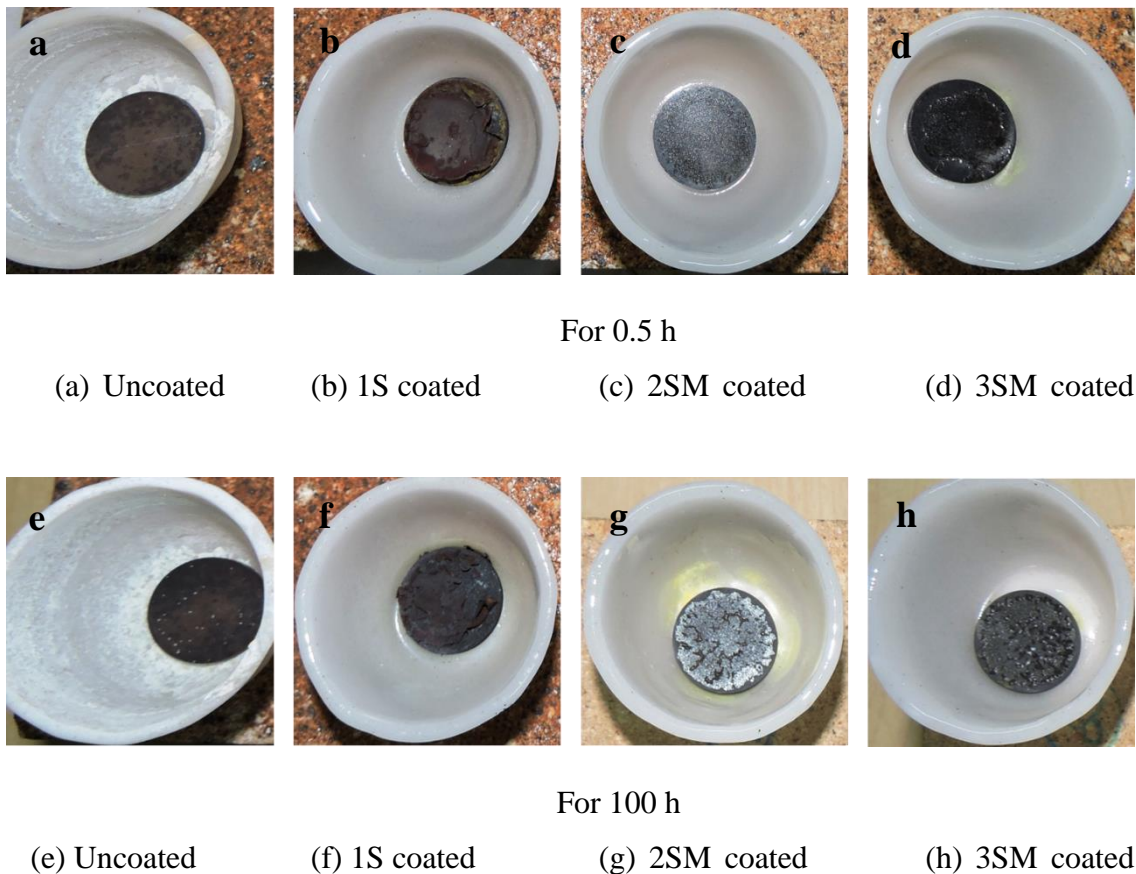 a b c d
For 0.5 h
(a) Uncoated (b) 1S coated (c) 2SM coated (d) 3SM coated
e f g h
For 100 h
(e) Uncoated (f) 1S coated (g) 2SM coated (h) 3SM coated